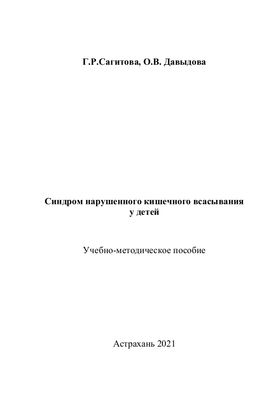 Г.Р.Сагитова, О.В. Давыдова
Синдром нарушенного кишечного всасывания
у детей
Учебно-методическое пособие
Астрахань 2021